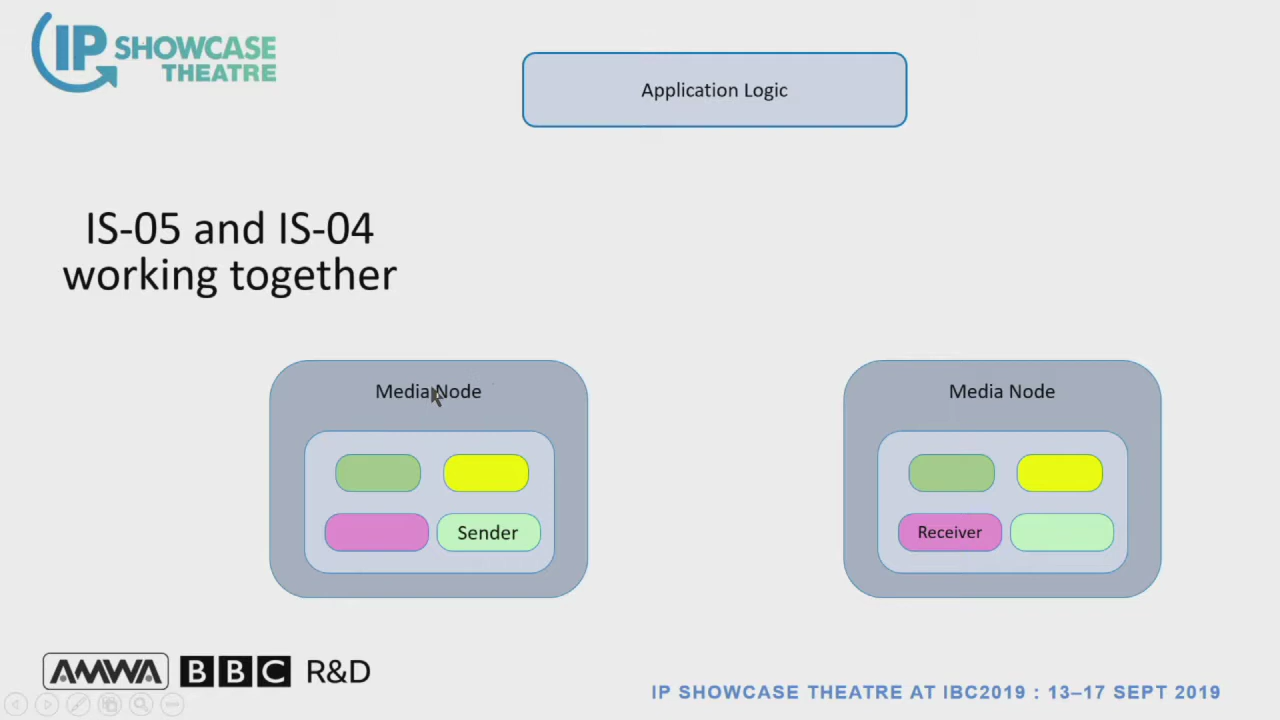 IP SHOWCASE
THEATRE
Application Logic
IS-05 and IS-04
working together
Media Node
Media Node
Sender
Receiver
AMWA BBC R&D
IP SHOWCASE THEATRE AT IBC2019 : 13–17 SEPT 2019